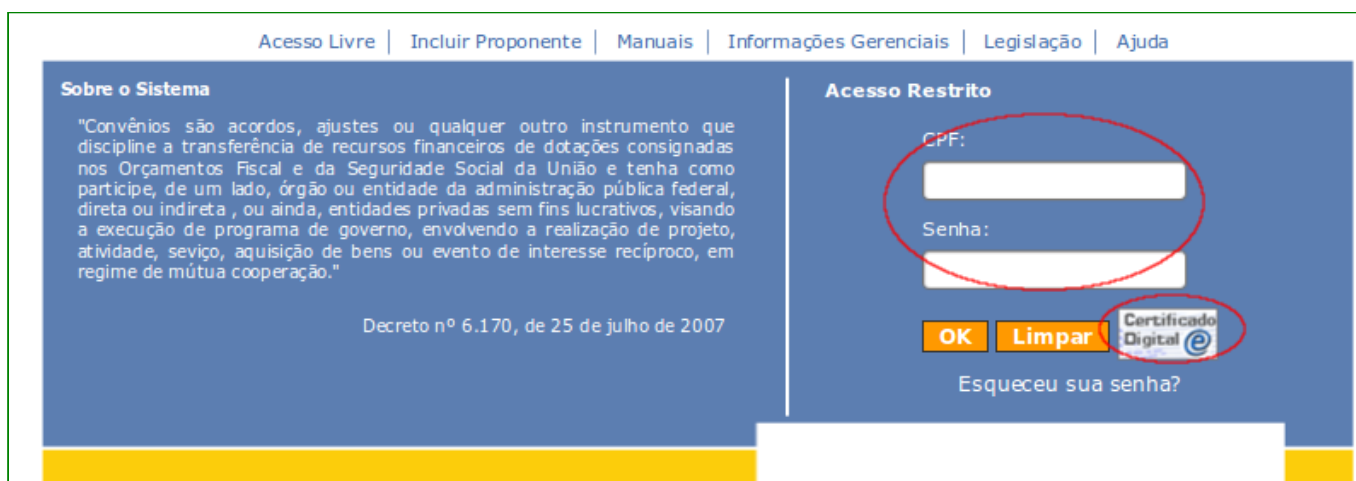 Acesso Livre | Incluir Proponente | Manuais | Informações Gerenciais | Legislação | Ajuda
Sobre o Sistema
"Convênios são acordos, ajustes ou qualquer outro instrumento que
discipline a transferência de recursos financeiros de dotações consignadas
nos Orçamentos Fiscal e da Seguridade Social da União e tenha como
participe, de um lado, órgão ou entidade da administração pública federal,
direta ou indireta , ou ainda, entidades privadas sem fins lucrativos, visando
a execução de programa de governo, envolvendo a realização de projeto,
atividade, seviço, aquisição de bens ou evento de interesse recíproco, em
regime de mútua cooperação."
Decreto nº 6.170, de 25 de julho de 2007
Acesso Restrito
CPF:
Senha:
OK Limpar
Certificado
Digital e
Esqueceu sua senha?